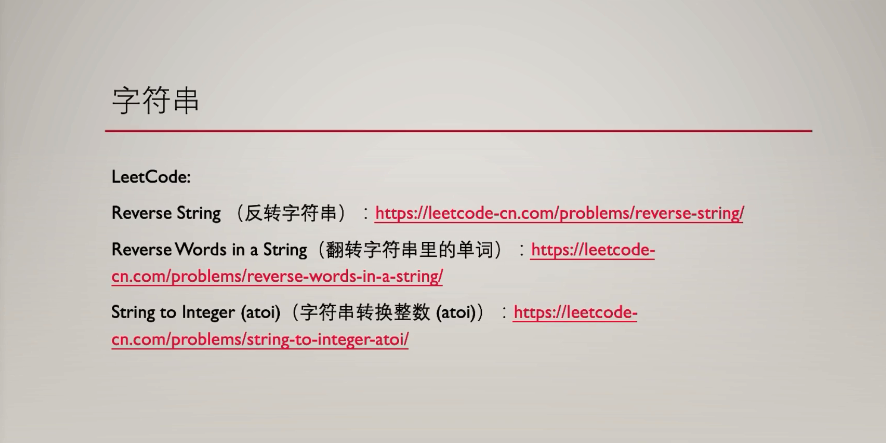 字符串
LeetCode:
Reverse String （反转字符串）：https://leetcode-cn.com/problems/reverse-string/
Reverse Words in a String（翻转字符串里的单词）：https://leetcode-
cn.com/problems/reverse-words-in-a-string/
String to Integer (atoi)（字符串转换整数 (atoi)）：https://leetcode-
cn.com/problems/string-to-integer-atoi/